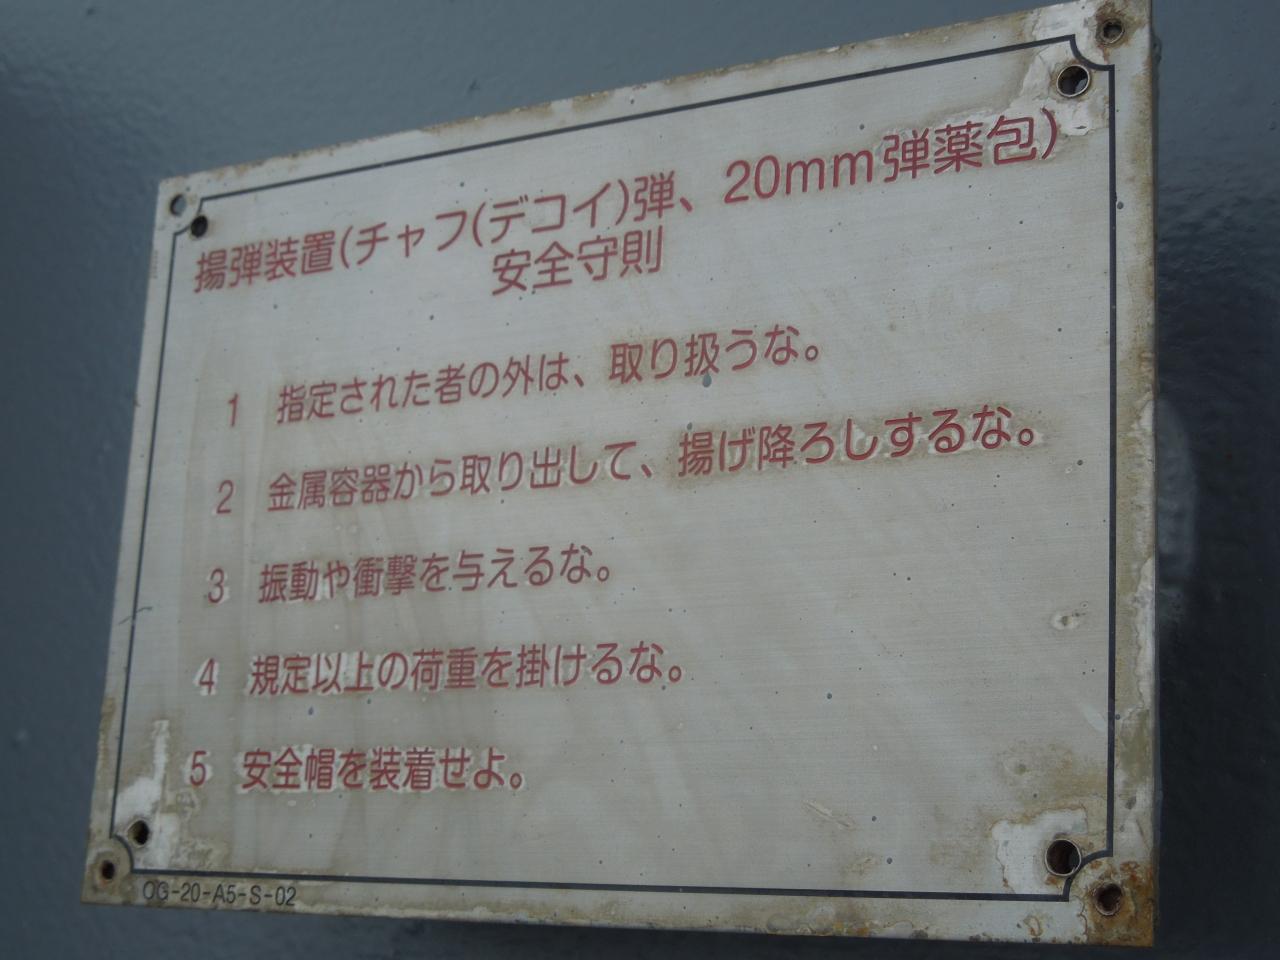 揚弾装置(チャフ(デコイ)弾、20mm弾薬包)
安全守則
1 指定された者の外は、取り扱うな。
2 金属容器から取り出して、揚げ降ろしするな。
3 振動や衝撃を与えるな。
4 規定以上の荷重を掛けるな。
5 安全帽を装着せよ。
OG-20-A5-S-02